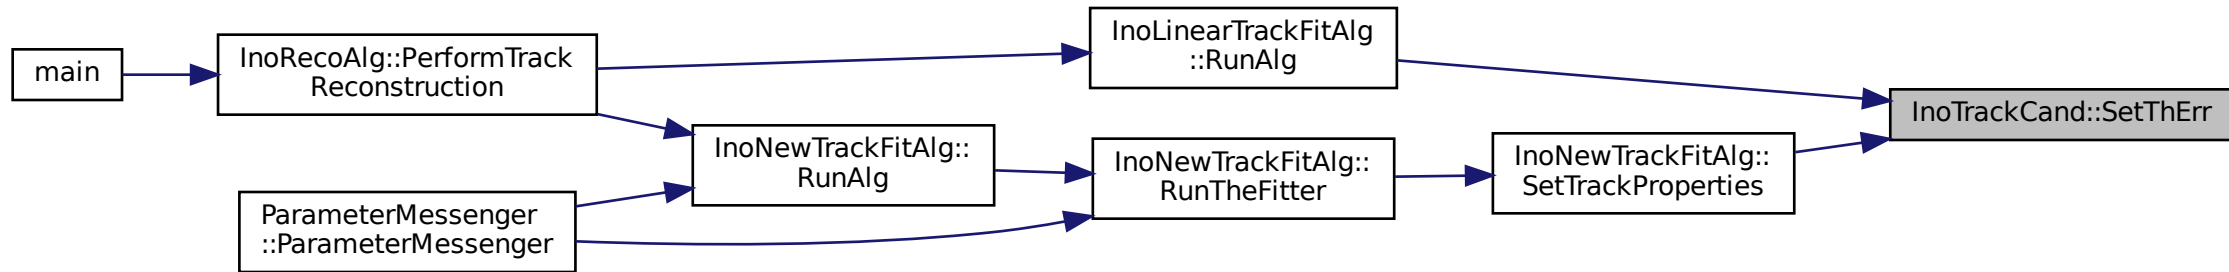 main
InoRecoAlg::PerformTrack
Reconstruction
InoLinearTrackFitAlg
::RunAlg
InoTrackCand::SetThErr
InoNewTrackFitAlg::
RunAlg
InoNewTrackFitAlg::
RunTheFitter
InoNewTrackFitAlg::
SetTrackProperties
ParameterMessenger
::ParameterMessenger